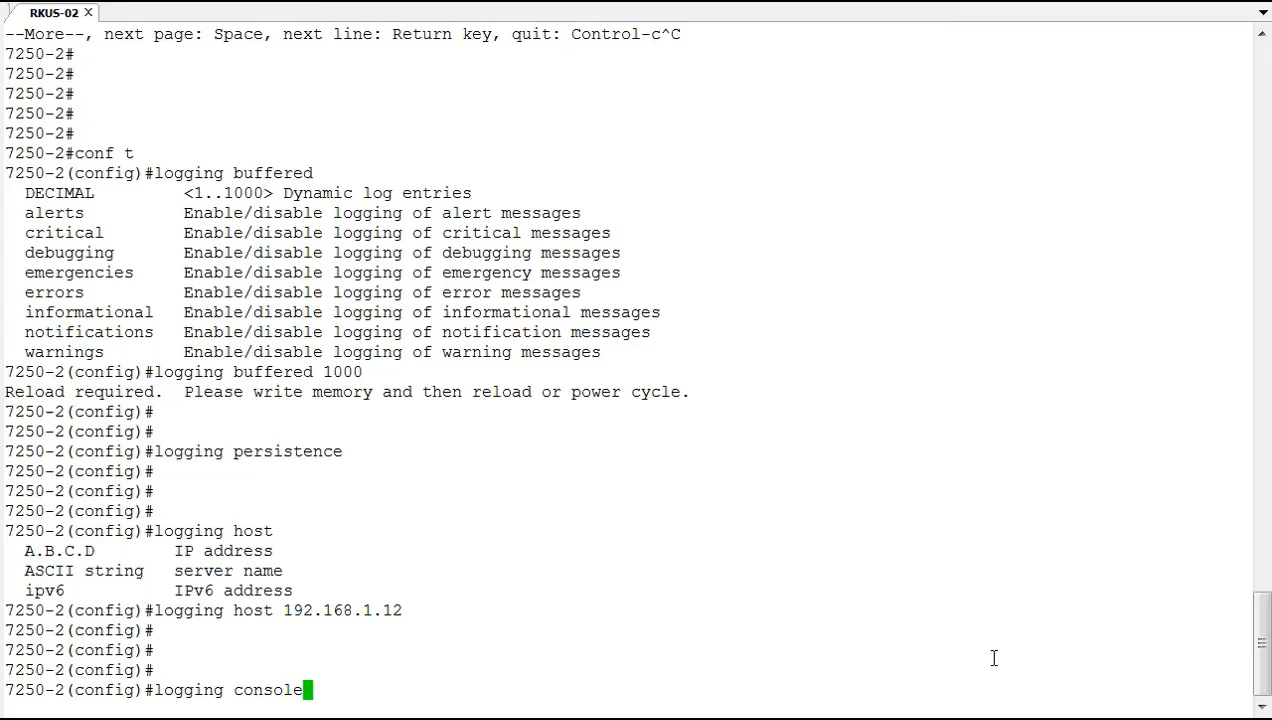 RKUS-02 X
--More--, next page: Space, next line: Return key, quit: Control-c^C
7250-2#
7250-2#
7250-2#
7250-2#
7250-2#
7250-2#conf t
7250-2(config)#logging buffered
  DECIMAL         <1..1000> Dynamic log entries
  alerts          Enable/disable logging of alert messages
  critical        Enable/disable logging of critical messages
  debugging       Enable/disable logging of debugging messages
  emergencies     Enable/disable logging of emergency messages
  errors          Enable/disable logging of error messages
  informational   Enable/disable logging of informational messages
  notifications   Enable/disable logging of notification messages
  warnings        Enable/disable logging of warning messages
7250-2(config)#logging buffered 1000
Reload required.  Please write memory and then reload or power cycle.
7250-2(config)#
7250-2(config)#
7250-2(config)#logging persistence
7250-2(config)#
7250-2(config)#
7250-2(config)#
7250-2(config)#logging host
  A.B.C.D        IP address
  ASCII string   server name
  ipv6           IPv6 address
7250-2(config)#logging host 192.168.1.12
7250-2(config)#
7250-2(config)#
7250-2(config)#
7250-2(config)#logging console